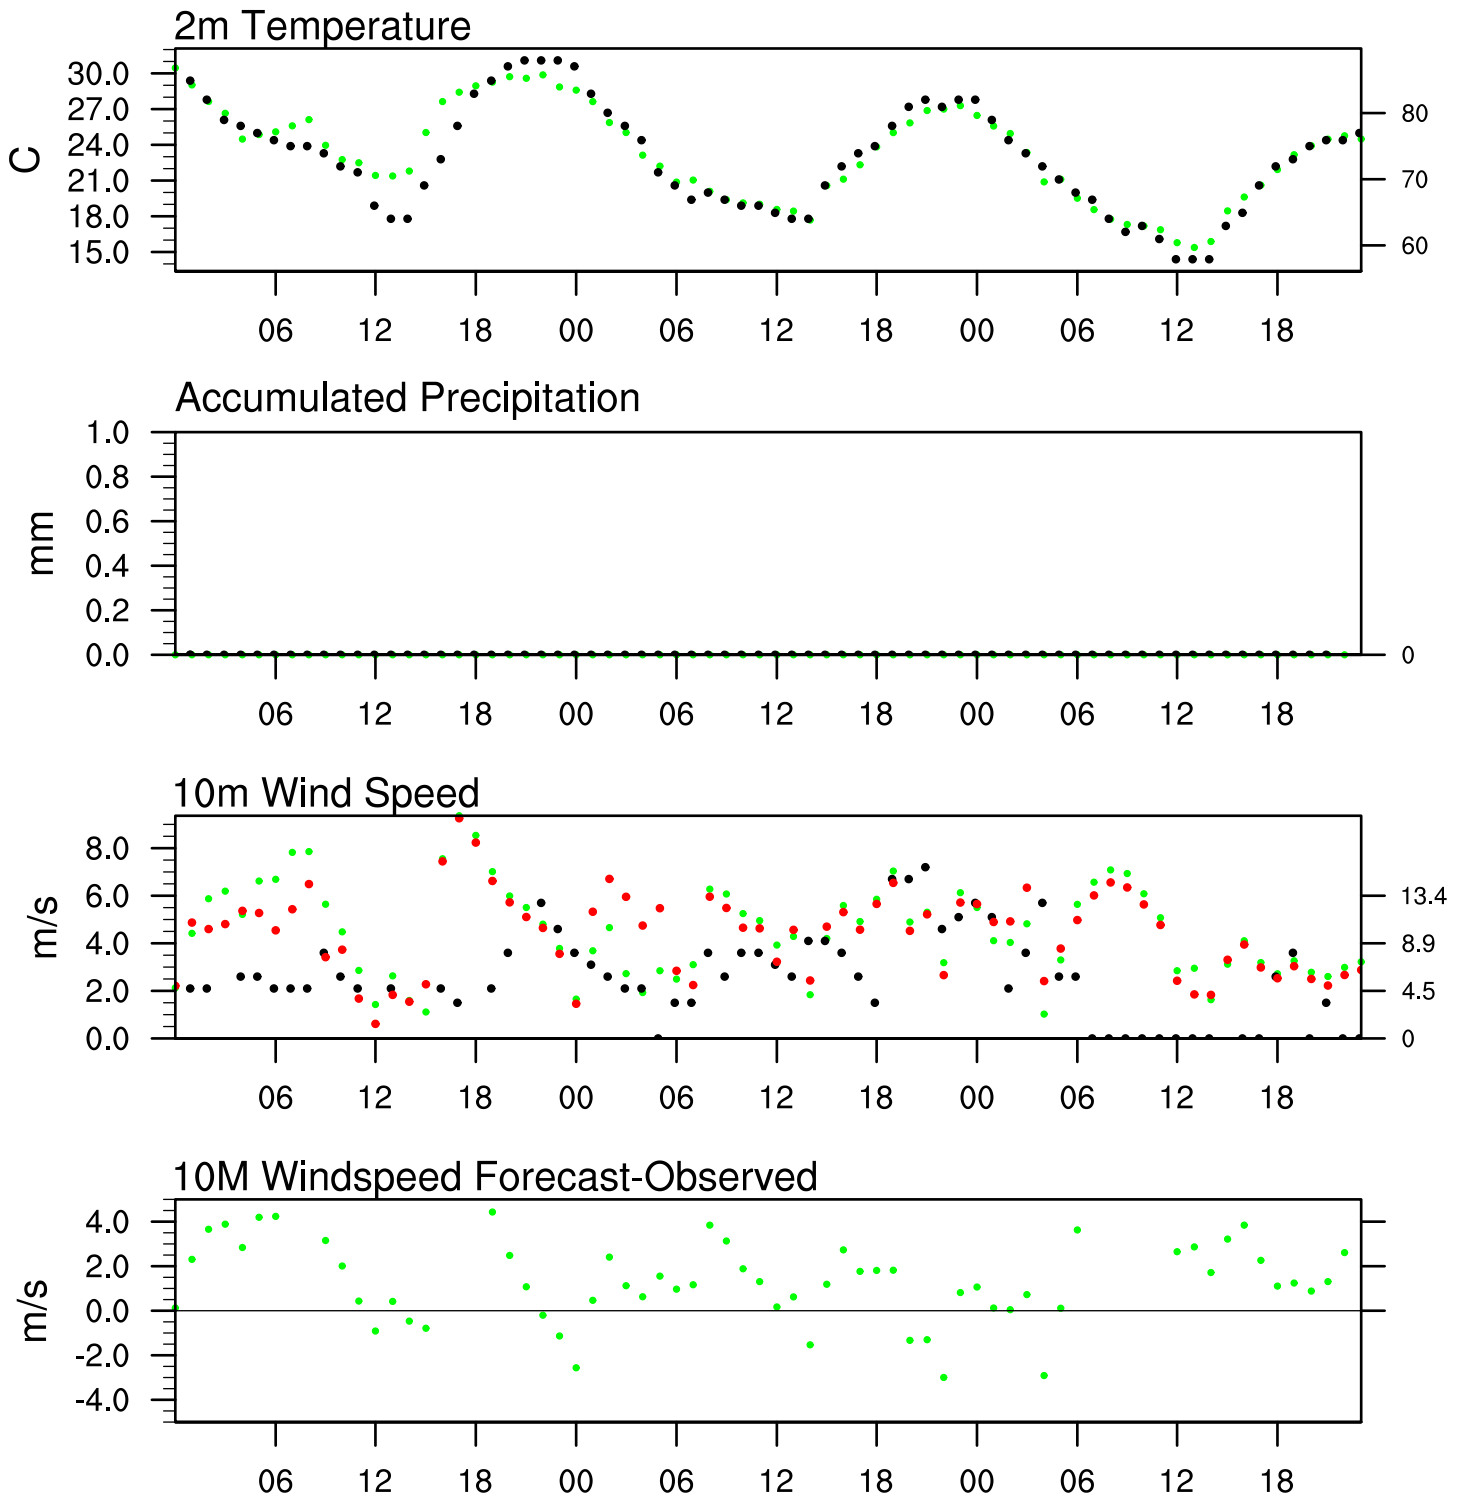 2m Temperature
30.0
27.0
24.0
21.0
18.0
15.0
C
80
70
60
06 12 18 00 06 12 18 00 06 12 18
Accumulated Precipitation
1.0
0.8
0.6
0.4
0.2
0.0
mm
0
06 12 18 00 06 12 18 00 06 12 18
10m Wind Speed
8.0
6.0
4.0
2.0
0.0
m/s
13.4
8.9
4.5
0
06 12 18 00 06 12 18 00 06 12 18
10M Windspeed Forecast-Observed
4.0
2.0
0.0
-2.0
-4.0
m/s
06 12 18 00 06 12 18 00 06 12 18